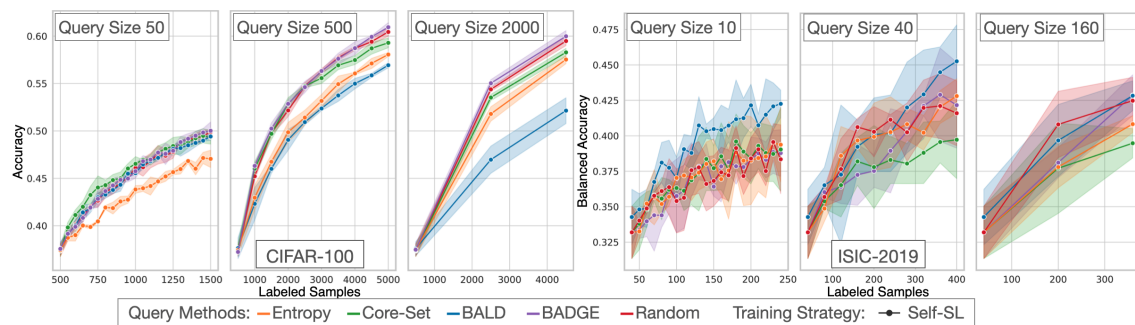 Query Size 50
Query Size 500
Query Size 2000
Query Size 10
Query Size 40
Query Size 160
Accuracy
0.60
0.55
0.50
0.45
0.40
Balanced Accuracy
0.475
0.450
0.425
0.400
0.375
0.350
0.325
CIFAR-100
ISIC-2019
500 750 1000 1250 1500
1000 2000 3000 4000 5000
1000 2000 3000 4000
50 100 150 200 250
100 200 300 400
100 200 300
Labeled Samples
Labeled Samples
Query Methods: Entropy Core-Set BALD BADGE Random Training Strategy: Self-SL